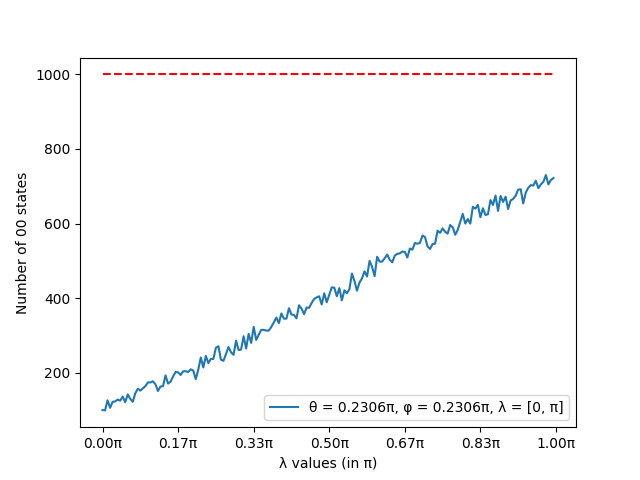 1000
800
600
400
200
Number of 00 states
θ = 0.2306π, φ = 0.2306π, λ = [0, π]
0.00π 0.17π 0.33π 0.50π 0.67π 0.83π 1.00π
λ values (in π)